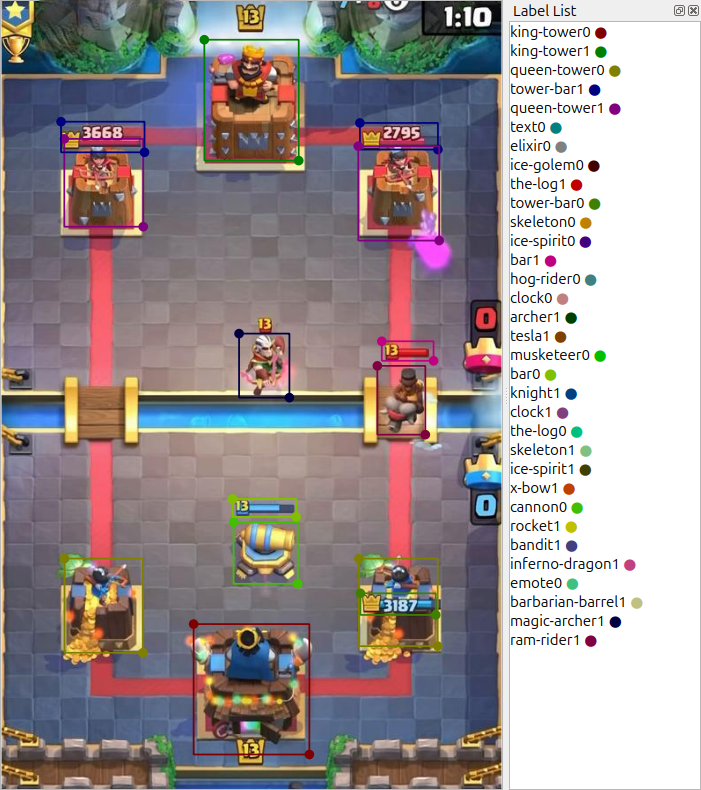 13
1:10
Label List
king-tower0
king-tower1
queen-tower0
tower-bar1
queen-tower1
text0
elixir0
ice-golem0
the-log1
tower-bar0
skeleton0
ice-spirit0
bar1
hog-rider0
clock0
archer1
tesla1
musketeer0
bar0
knight1
clock1
the-log0
skeleton1
ice-spirit1
x-bow1
cannon0
rocket1
bandit1
inferno-dragon1
emote0
barbarian-barrel1
magic-archer1
ram-rider1
3668
2795
13
0
13
0
13
3187
13